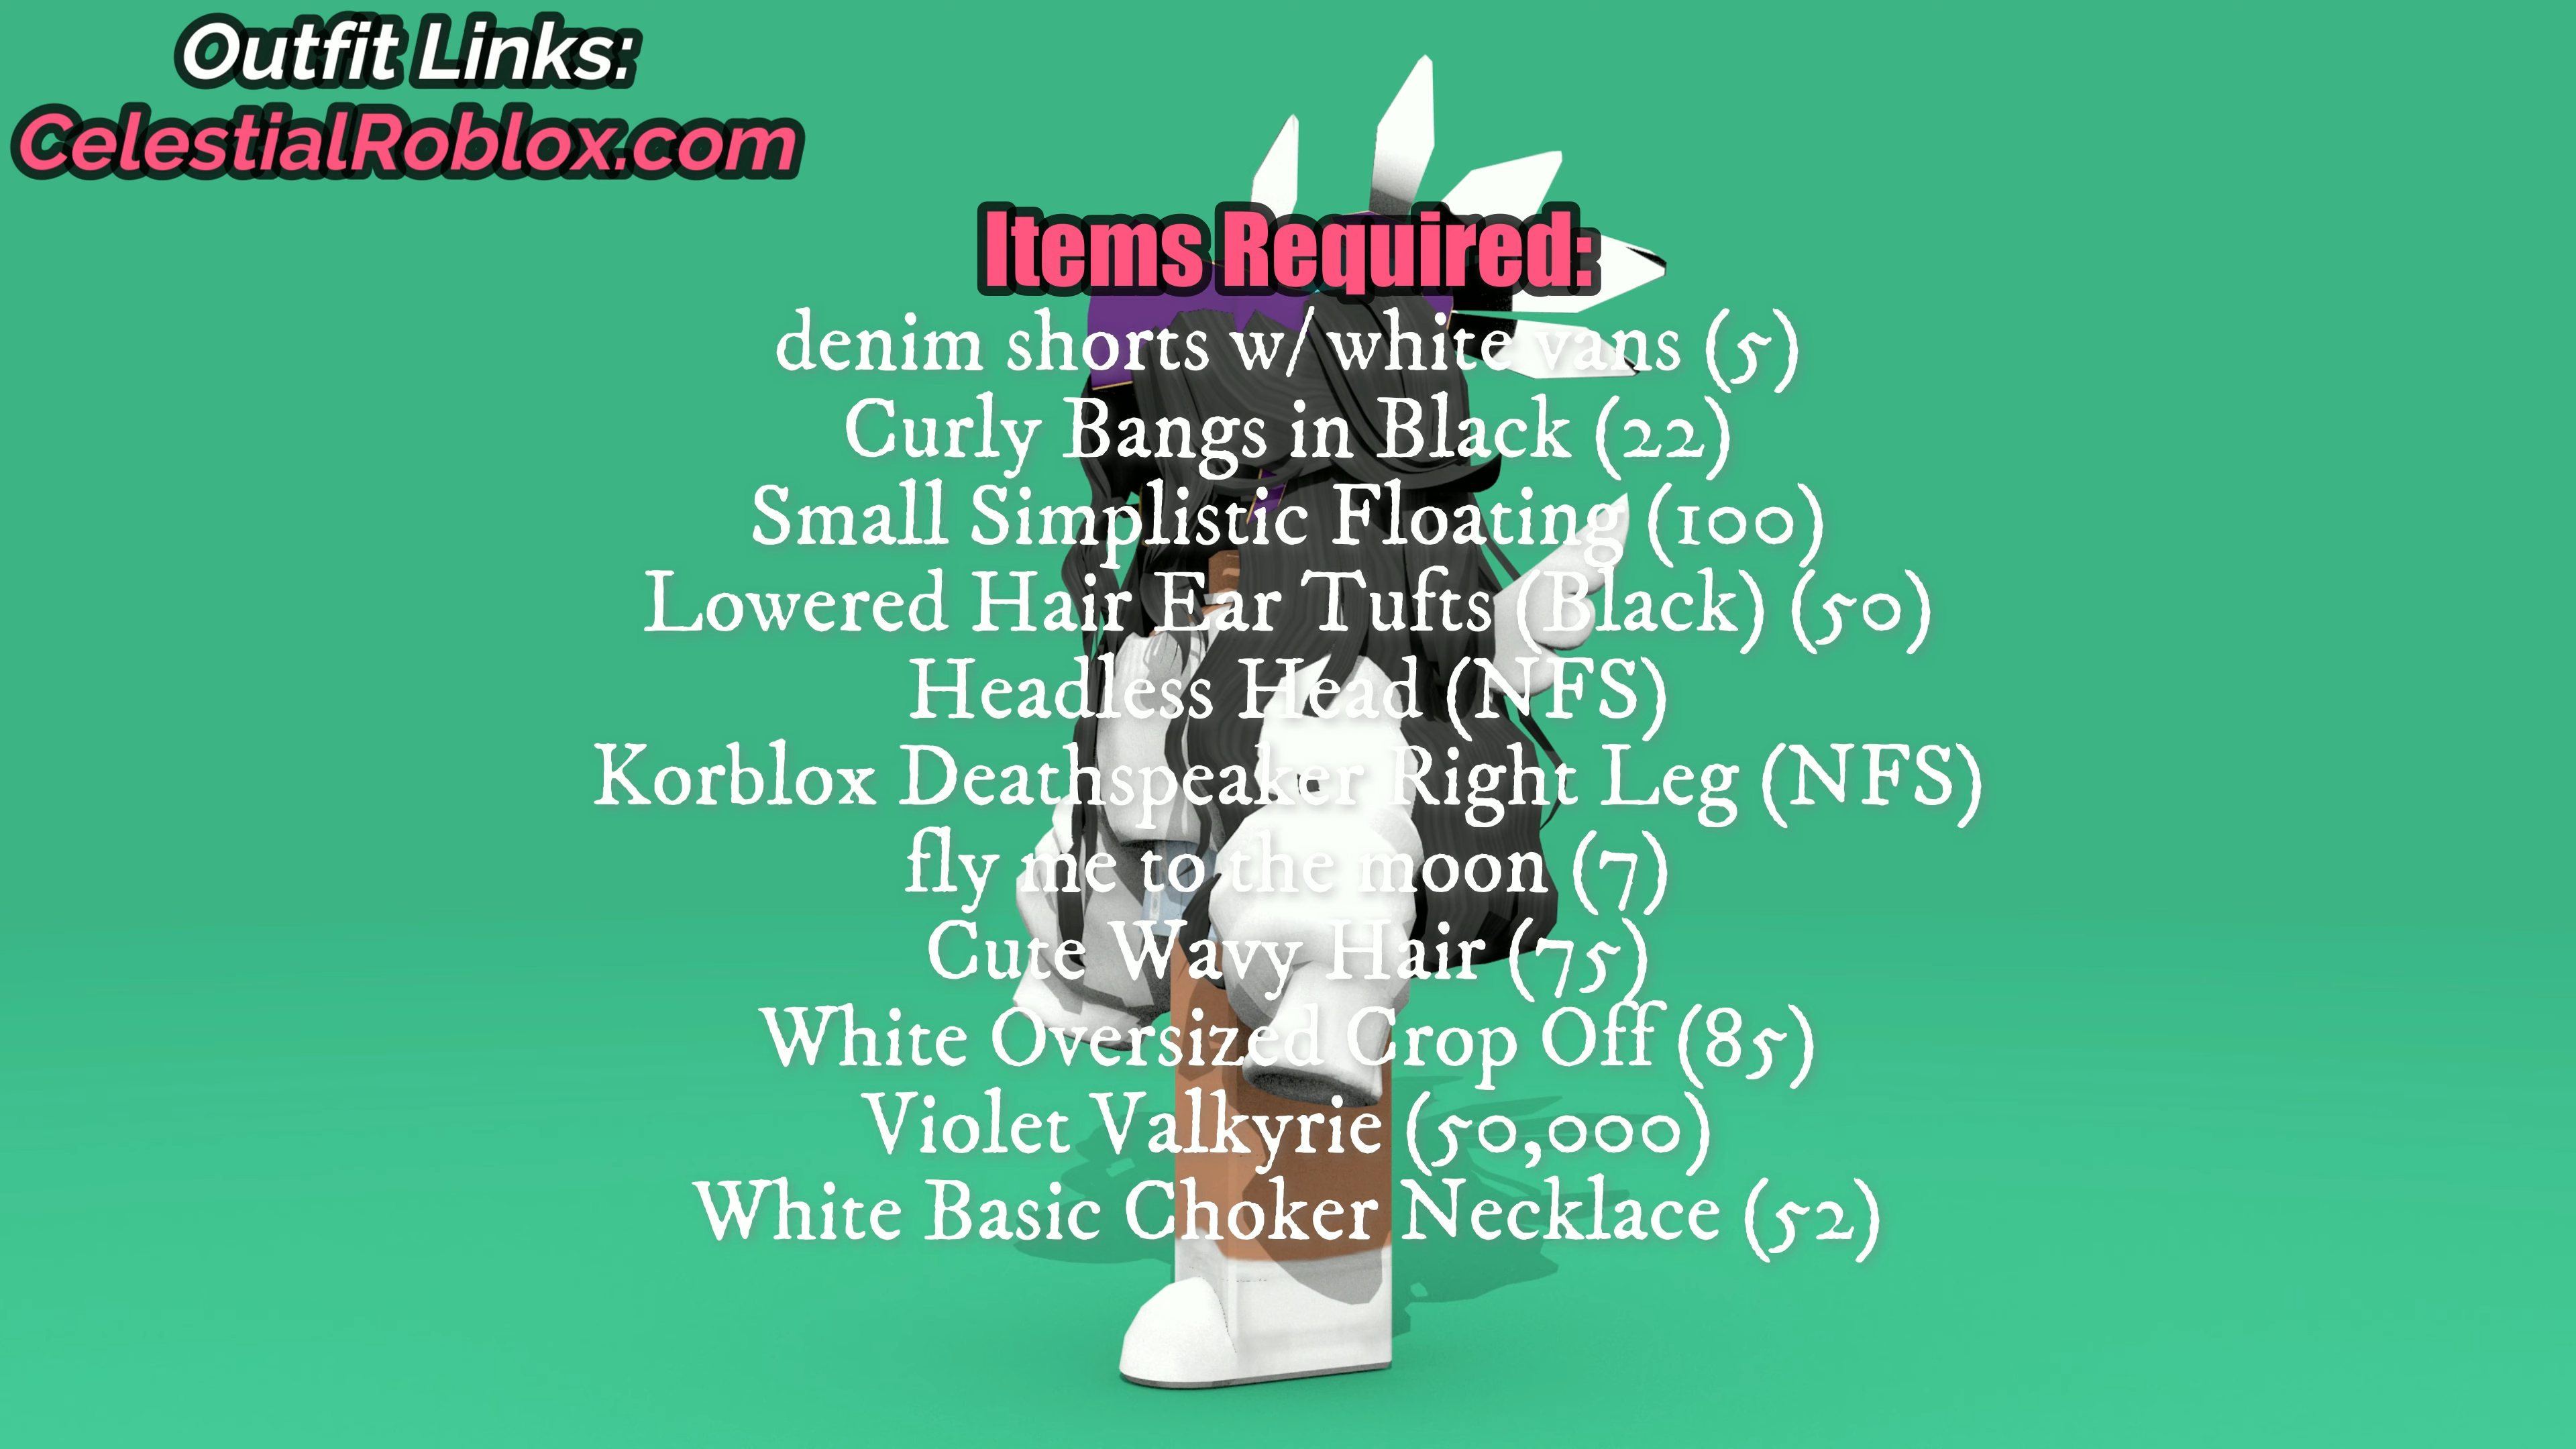 Outfit Links:
CelestialRoblox.com
Items Required:
denim shorts w/ white vans (5)
Curly Bangs in Black (22)
Small Simplistic Floating (100)
Lowered Hair Ear Tufts (Black) (50)
Headless Head (NFS)
Korblox Deathspeaker Right Leg (NFS)
fly me to the moon (7)
Cute Wavy Hair (75)
White Oversized Crop Off (85)
Violet Valkyrie (50,000)
White Basic Choker Necklace (52)